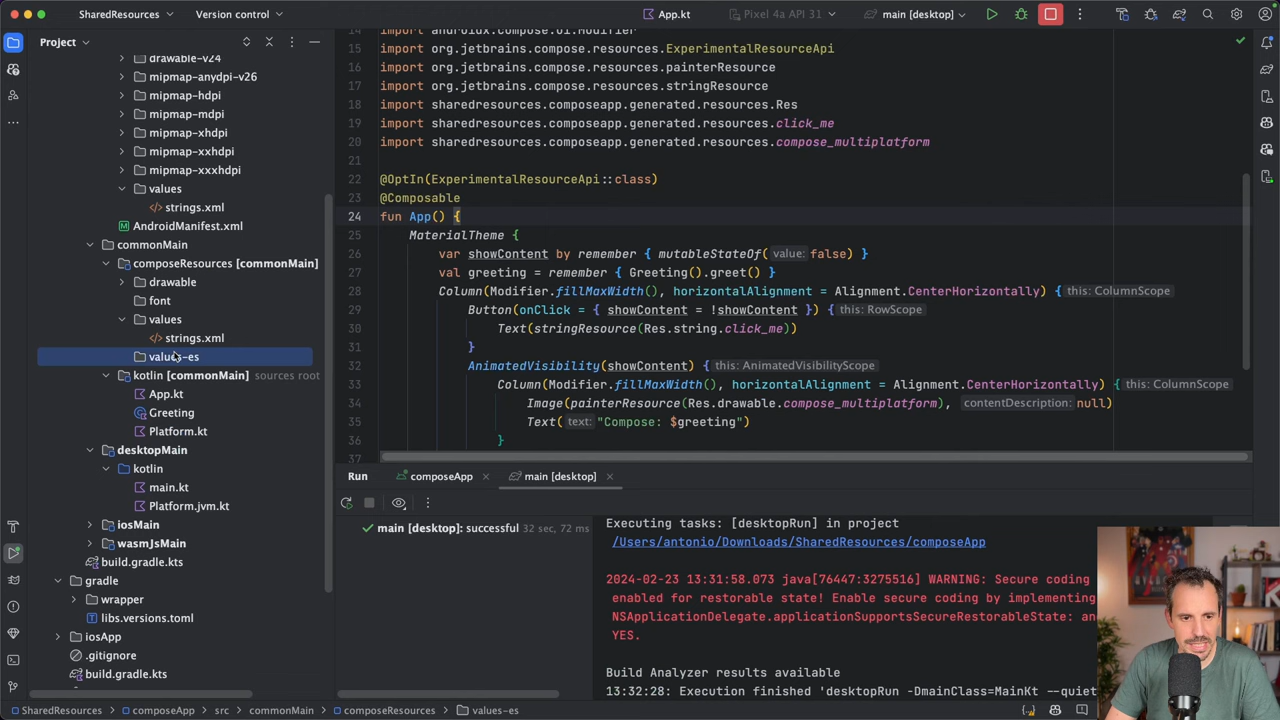 SharedResources
Version control
App.kt
Pixel 4a API 31
main [desktop]
Project
drawable-v24
mipmap-anydpi-v26
mipmap-hdpi
mipmap-mdpi
mipmap-xhdpi
mipmap-xxhdpi
mipmap-xxxhdpi
values
strings.xml
AndroidManifest.xml
commonMain
composeResources [commonMain]
drawable
font
values
strings.xml
values-es
kotlin [commonMain] sources root
App.kt
Greeting
Platform.kt
desktopMain
kotlin
main.kt
Platform.jvm.kt
iosMain
wasmJsMain
build.gradle.kts
gradle
wrapper
libs.versions.toml
iosApp
.gitignore
build.gradle.kts
14 import androidx.compose.ui.Modifier
15 import org.jetbrains.compose.resources.ExperimentalResourceApi
16 import org.jetbrains.compose.resources.painterResource
17 import org.jetbrains.compose.resources.stringResource
18 import sharedresources.composeapp.generated.resources.Res
19 import sharedresources.composeapp.generated.resources.click_me
20 import sharedresources.composeapp.generated.resources.compose_multiplatform
21
22 @OptIn(ExperimentalResourceApi::class)
23 @Composable
24 fun App() {
25 MaterialTheme {
26 var showContent by remember { mutableStateOf( value: false) }
27 val greeting = remember { Greeting().greet() }
28 Column(Modifier.fillMaxWidth(), horizontalAlignment = Alignment.CenterHorizontally) { this: ColumnScope
29 Button(onClick = { showContent = !showContent }) { this: RowScope
30 Text(stringResource(Res.string.click_me))
31 }
32 AnimatedVisibility(showContent) { this: AnimatedVisibilityScope
33 Column(Modifier.fillMaxWidth(), horizontalAlignment = Alignment.CenterHorizontally) { this: ColumnScope
34 Image(painterResource(Res.drawable.compose_multiplatform), contentDescription: null)
35 Text( text: "Compose: $greeting")
36 }
37
Run
composeApp
main [desktop]
main [desktop]: successful 32 sec, 72 ms
Executing tasks: [desktopRun] in project
/Users/antonio/Downloads/SharedResources/composeApp
2024-02-23 13:31:58.073 java[76447:3275516] WARNING: Secure coding
enabled for restorable state! Enable secure coding by implementing
NSApplicationDelegate.applicationSupportsSecureRestorableState: an
YES.
Build Analyzer results available
13:32:28: Execution finished 'desktopRun -DmainClass=MainKt --quiet
SharedResources > composeApp > src > commonMain > composeResources > values-es